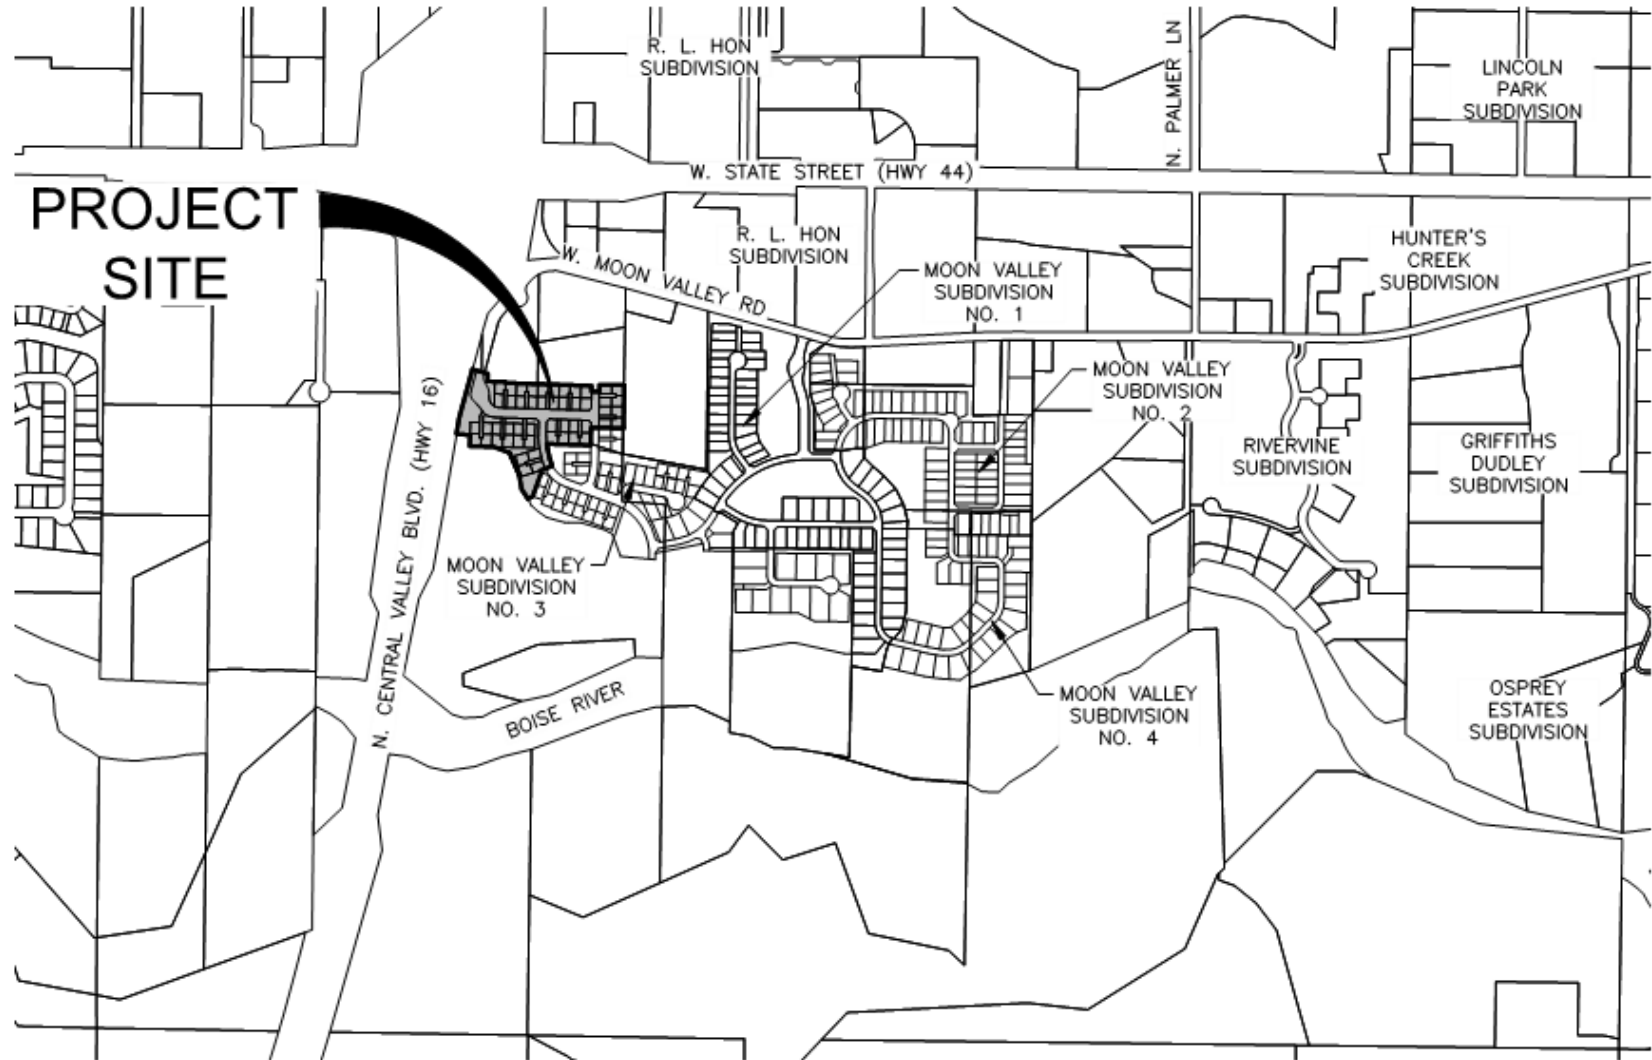 R. L. HON
SUBDIVISION
N. PALMER LN
LINCOLN
PARK
SUBDIVISION
W. STATE STREET (HWY 44)
PROJECT
SITE
R. L. HON
SUBDIVISION
HUNTER'S
CREEK
SUBDIVISION
W. MOON VALLEY RD
MOON VALLEY
SUBDIVISION
NO. 1
MOON VALLEY
SUBDIVISION
NO. 2
RIVERVINE
SUBDIVISION
GRIFFITHS
DUDLEY
SUBDIVISION
N. CENTRAL VALLEY BLVD. (HWY 16)
MOON VALLEY
SUBDIVISION
NO. 3
BOISE RIVER
MOON VALLEY
SUBDIVISION
NO. 4
OSPREY
ESTATES
SUBDIVISION